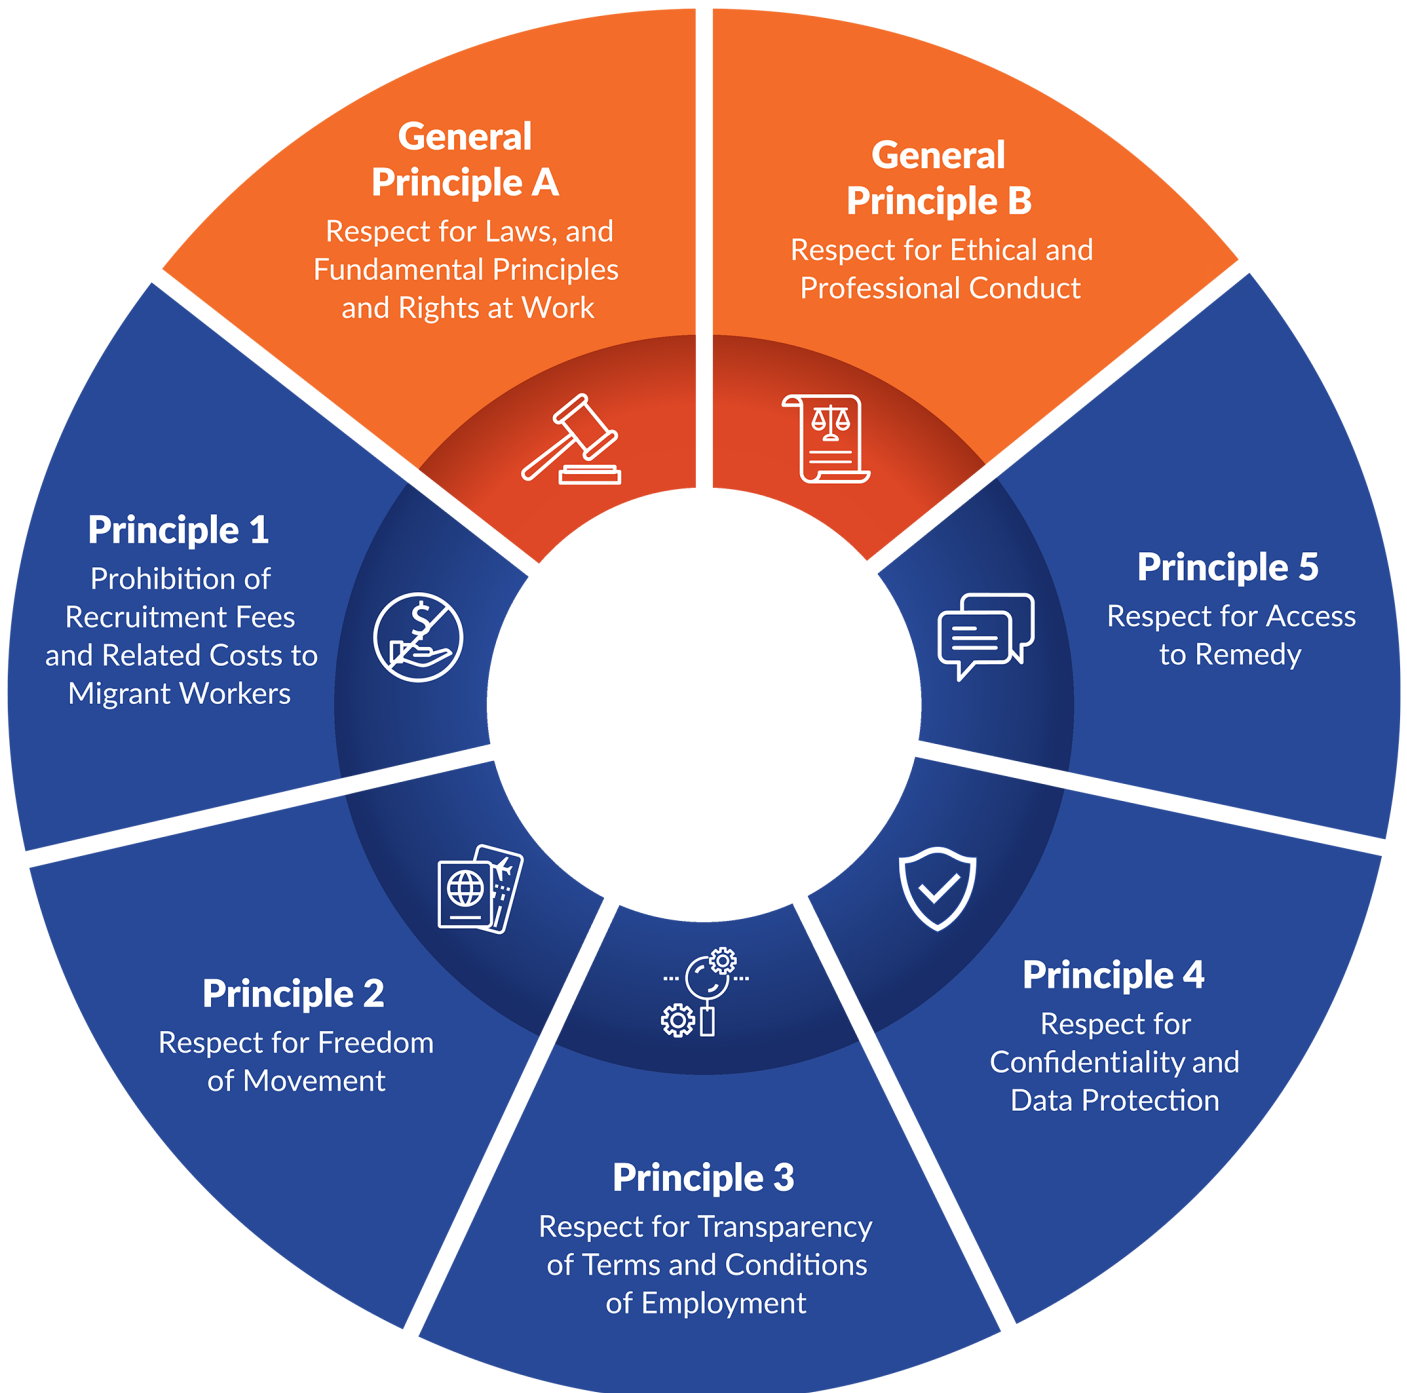 General
Principle A
Respect for Laws, and
Fundamental Principles
and Rights at Work
General
Principle B
Respect for Ethical and
Professional Conduct
Principle 1
Prohibition of
Recruitment Fees
and Related Costs to
Migrant Workers
$
Principle 2
Respect for Freedom
of Movement
Principle 3
Respect for Transparency
of Terms and Conditions
of Employment
Principle 4
Respect for
Confidentiality and
Data Protection
Principle 5
Respect for Access
to Remedy